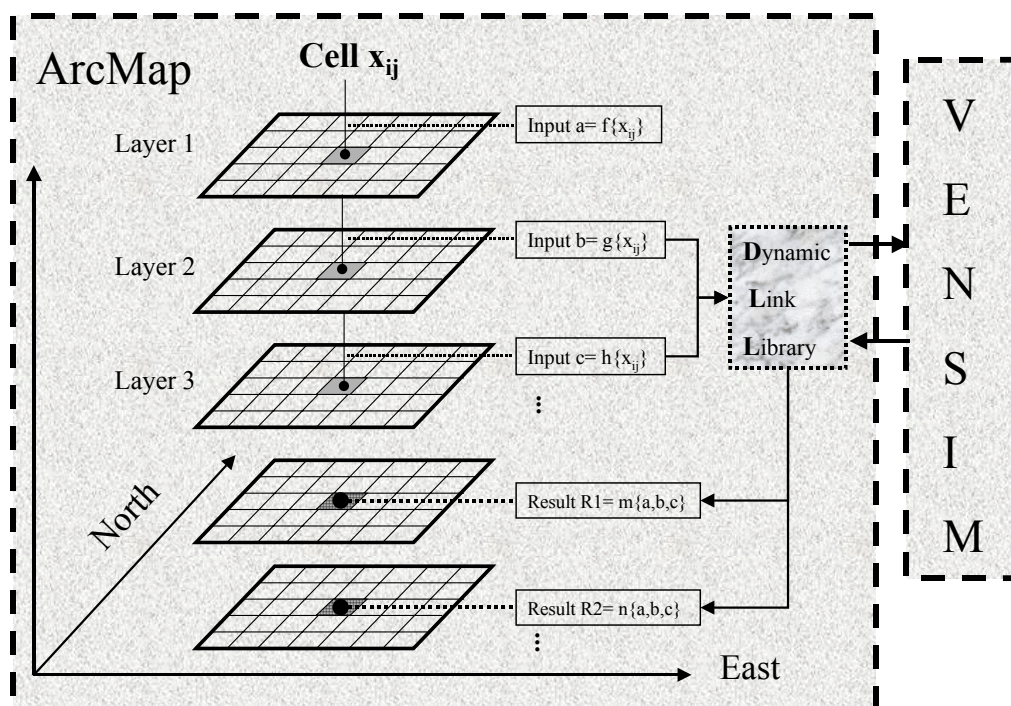 ArcMap
Cell x_ij
Layer 1
Input a= f{x_ij}
Layer 2
Input b= g{x_ij}
Layer 3
Input c= h{x_ij}
⋮
Dynamic
Link
Library
V
E
N
S
I
M
North
Result R1= m{a,b,c}
Result R2= n{a,b,c}
⋮
East